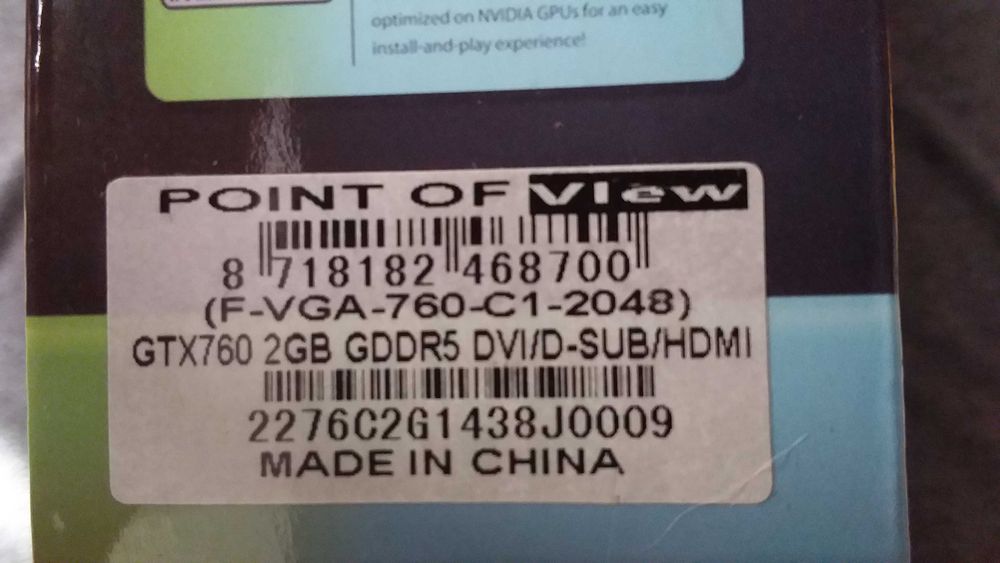 optimized on NVIDIA GPUs for an easy
install-and-play experience!
POINT OF VIew
8 718182 468700
(F-VGA-760-C1-2048)
GTX760 2GB GDDR5 DVI/D-SUB/HDMI
2276C2G1438J0009
MADE IN CHINA